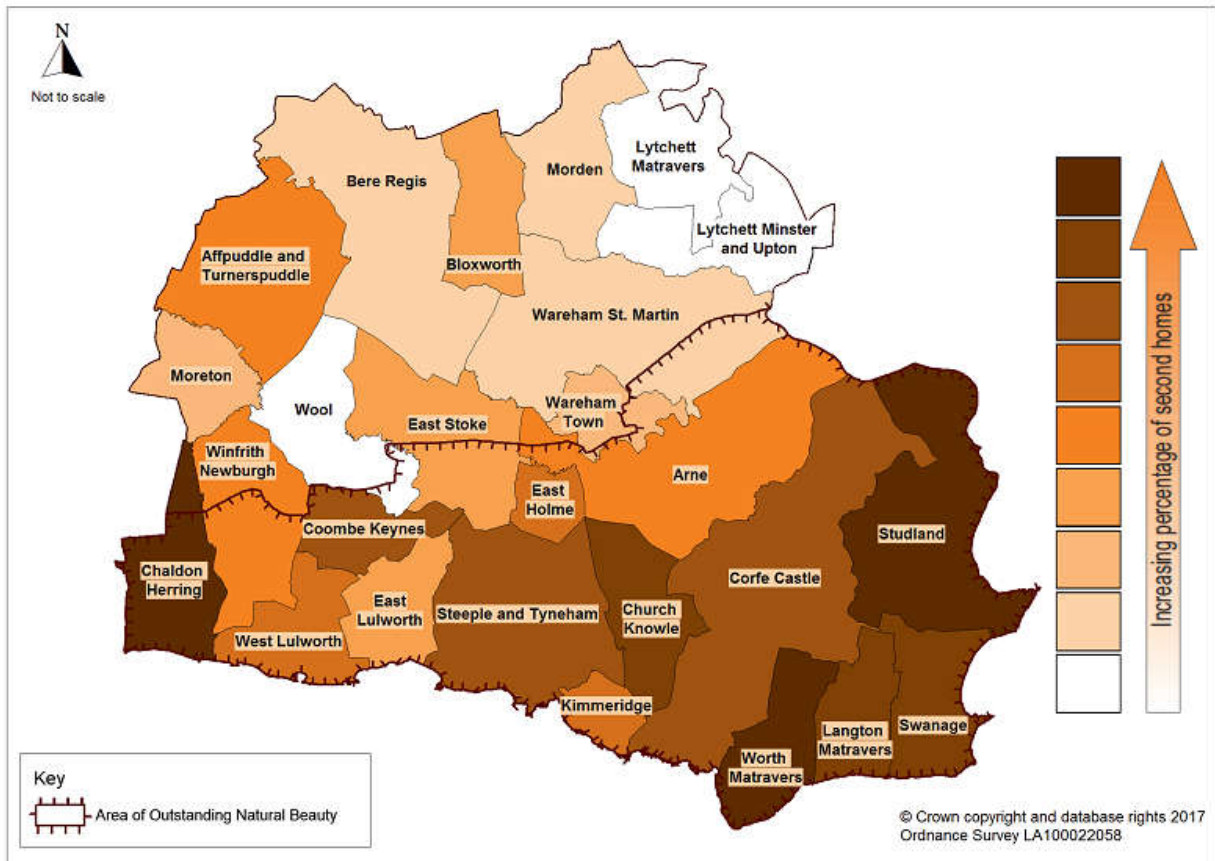 N
Not to scale
Lytchett
Matravers
Morden
Bere Regis
Lytchett Minster
and Upton
Affpuddle and
Turnerspuddle
Bloxworth
Wareham St. Martin
Moreton
Wool
Wareham
Town
East Stoke
Winfrith
Newburgh
Arne
East
Holme
Coombe Keynes
Studland
Chaldon
Herring
Corfe Castle
East
Lulworth
Steeple and Tyneham
Church
Knowle
West Lulworth
Kimmeridge
Swanage
Langton
Matravers
Worth
Matravers
Increasing percentage of second homes
Key
Area of Outstanding Natural Beauty
© Crown copyright and database rights 2017
Ordnance Survey LA100022058